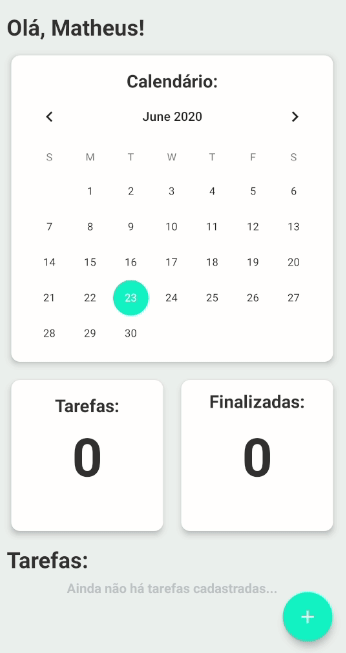 Olá, Matheus!
Calendário:
June 2020
S M T W T F S
1 2 3 4 5 6
7 8 9 10 11 12 13
14 15 16 17 18 19 20
21 22 23 24 25 26 27
28 29 30
Tarefas:
0
Finalizadas:
0
Tarefas:
Ainda não há tarefas cadastradas...
+